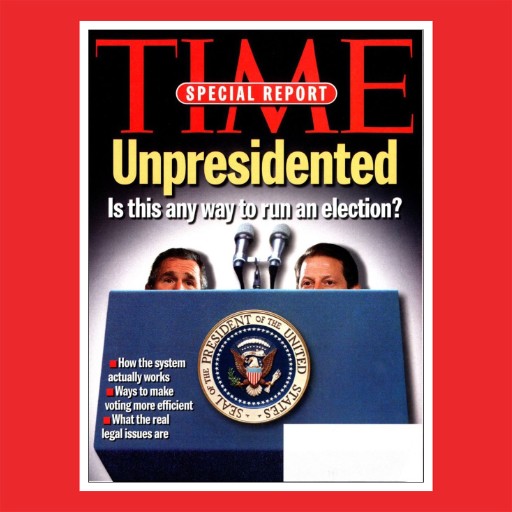 TIME
SPECIAL REPORT
Unpresidented
Is this any way to run an election?
SEAL OF THE PRESIDENT OF THE UNITED STATES
How the system
actually works
Ways to make
voting more efficient
What the real
legal issues are